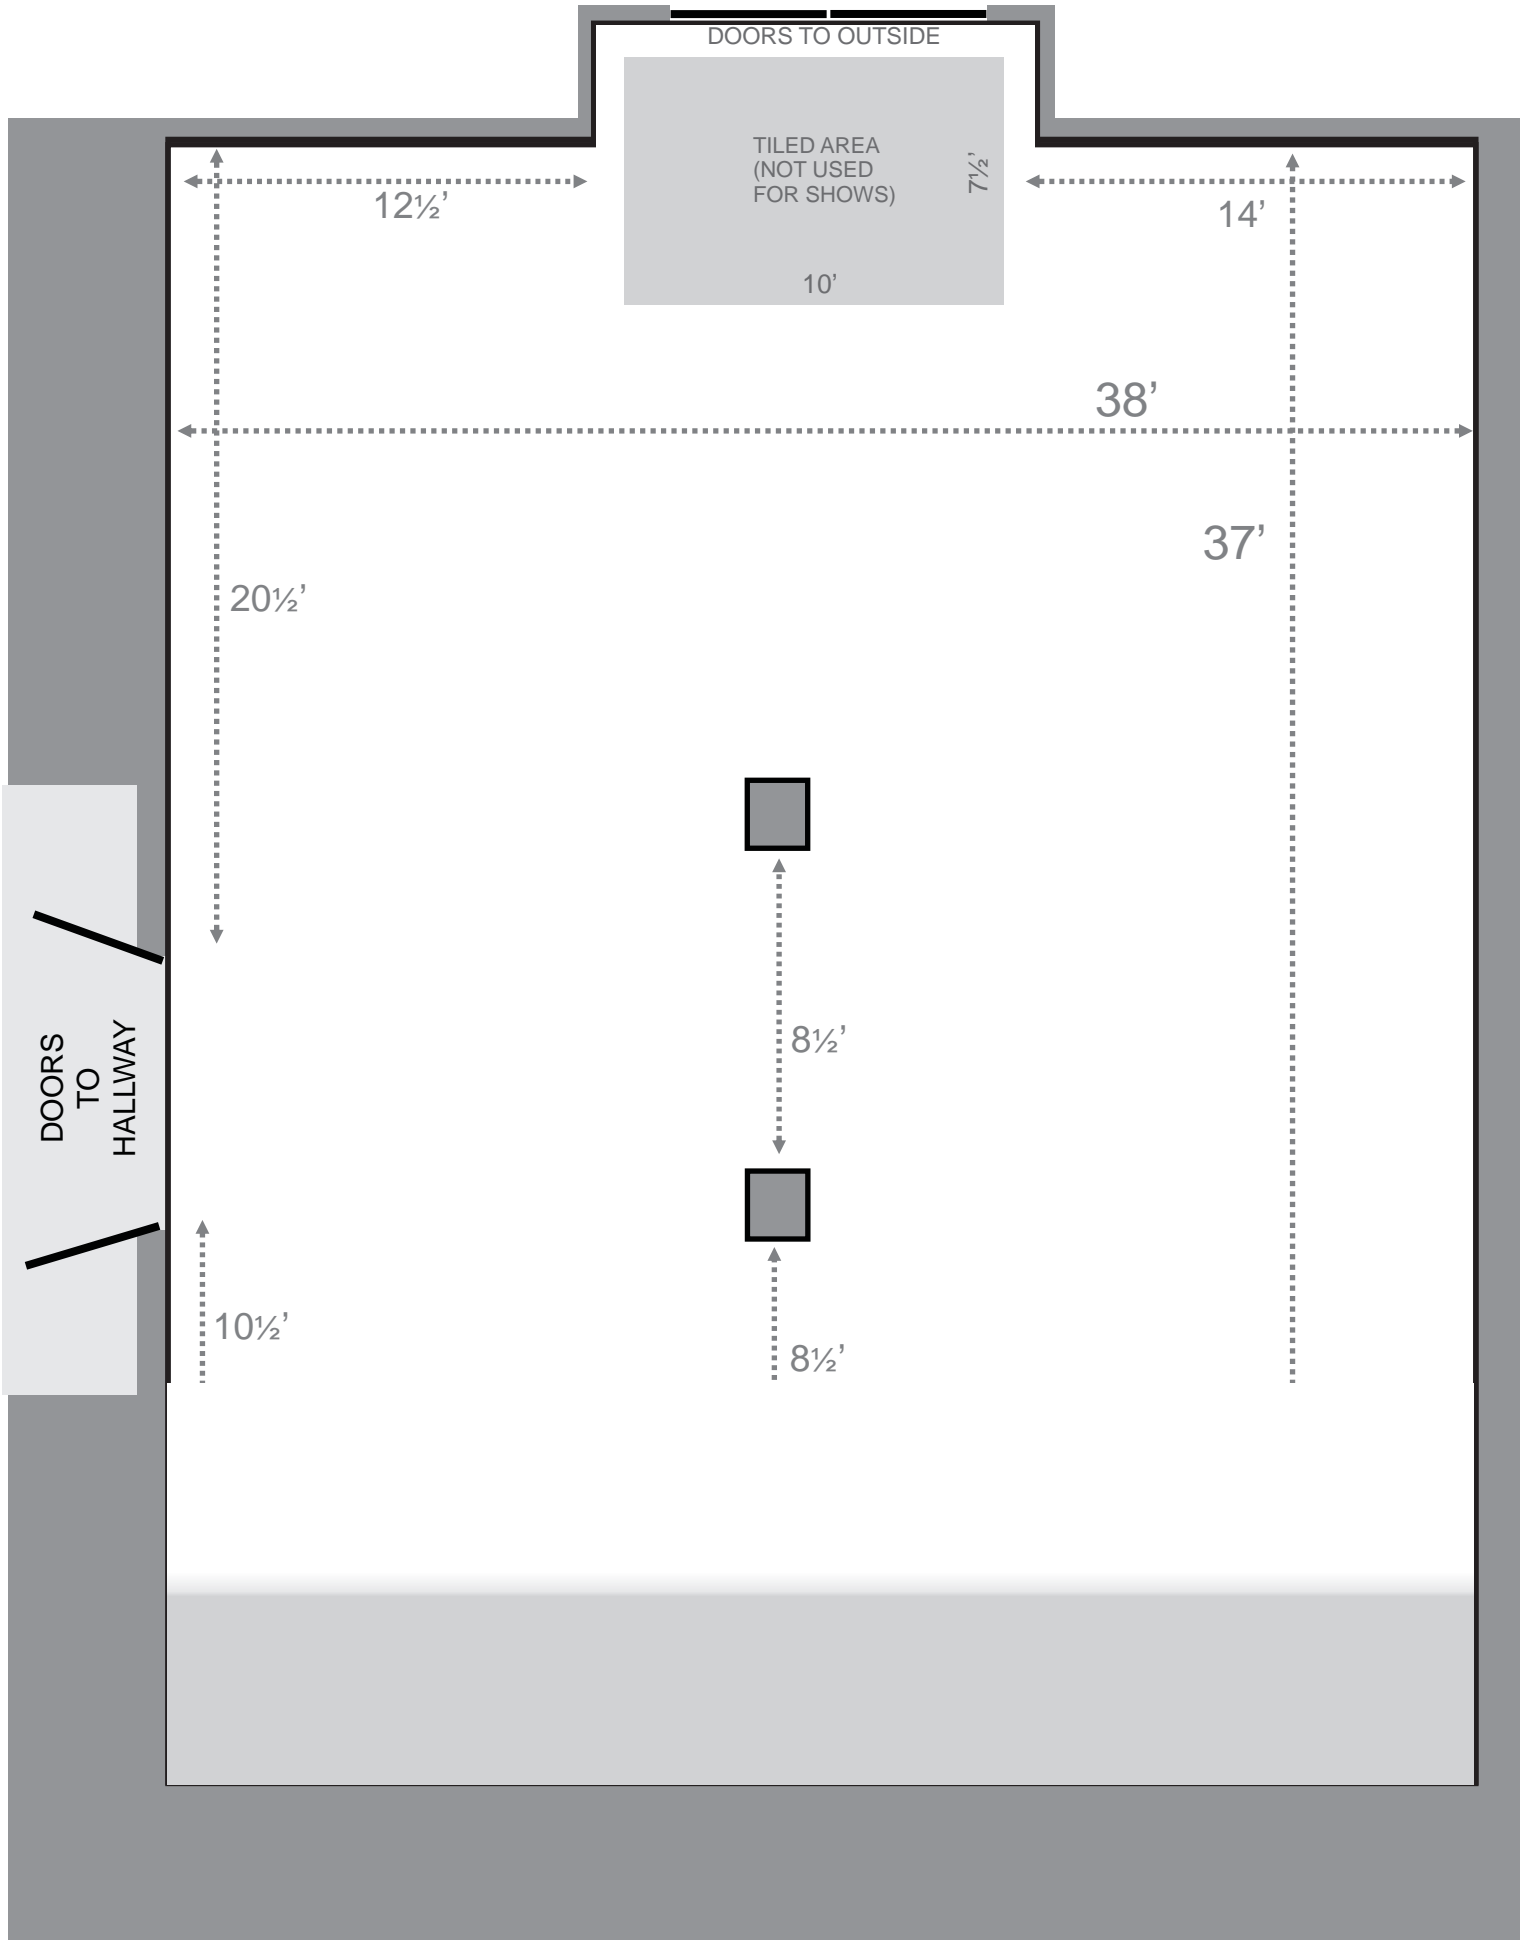 DOORS TO OUTSIDE
TILED AREA
(NOT USED
FOR SHOWS)
7½’
10’
12½’
14’
38’
37’
20½’
8½’
DOORS
TO
HALLWAY
10½’
8½’